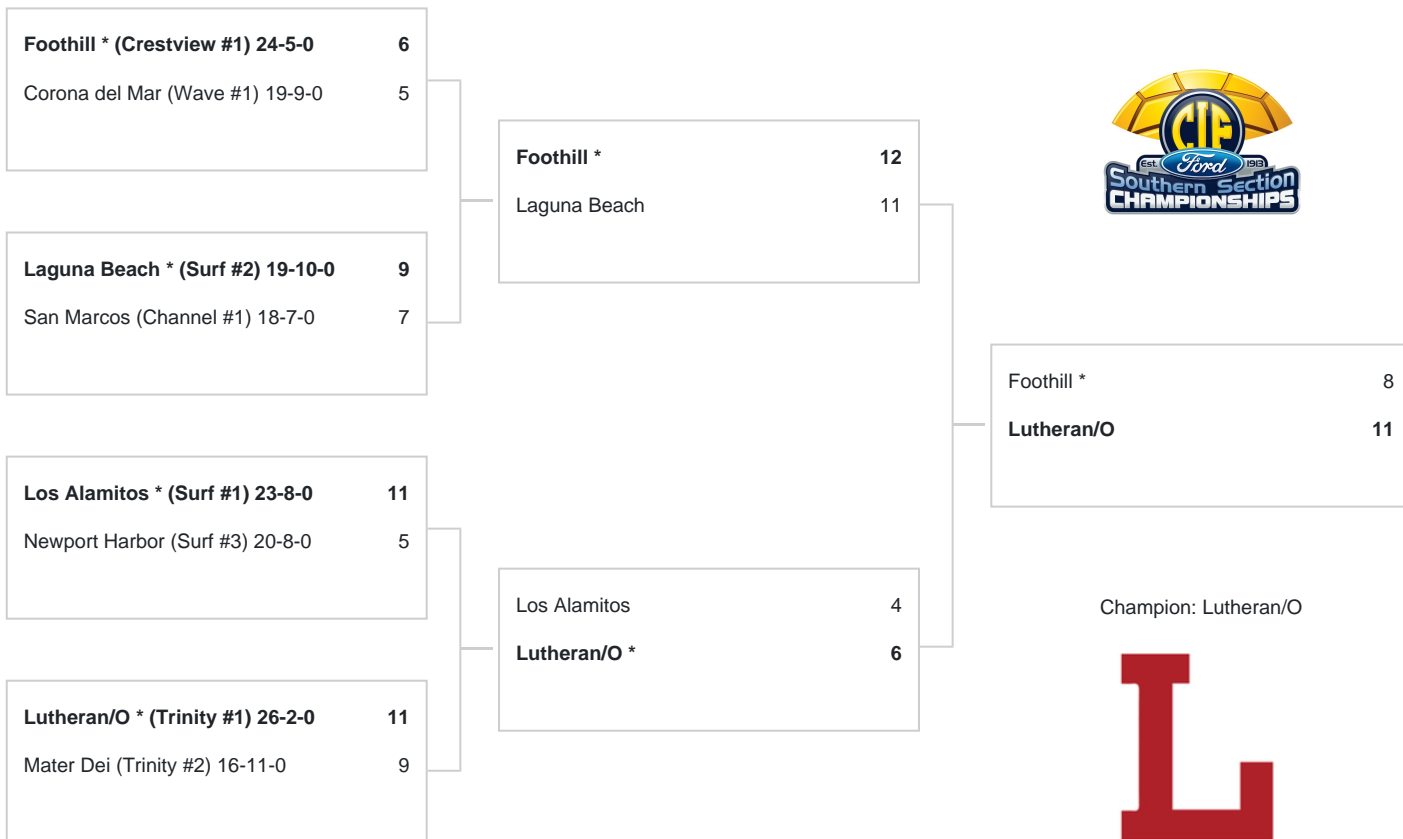 Foothill * (Crestview #1) 24-5-0 6
Corona del Mar (Wave #1) 19-9-0 5
Foothill * 12
Laguna Beach 11
Laguna Beach * (Surf #2) 19-10-0 9
San Marcos (Channel #1) 18-7-0 7
CIF
Est. Ford 1913
Southern Section
CHAMPIONSHIPS
Foothill * 8
Lutheran/O 11
Los Alamitos * (Surf #1) 23-8-0 11
Newport Harbor (Surf #3) 20-8-0 5
Los Alamitos 4
Lutheran/O * 6
Lutheran/O * (Trinity #1) 26-2-0 11
Mater Dei (Trinity #2) 16-11-0 9
Champion: Lutheran/O
L